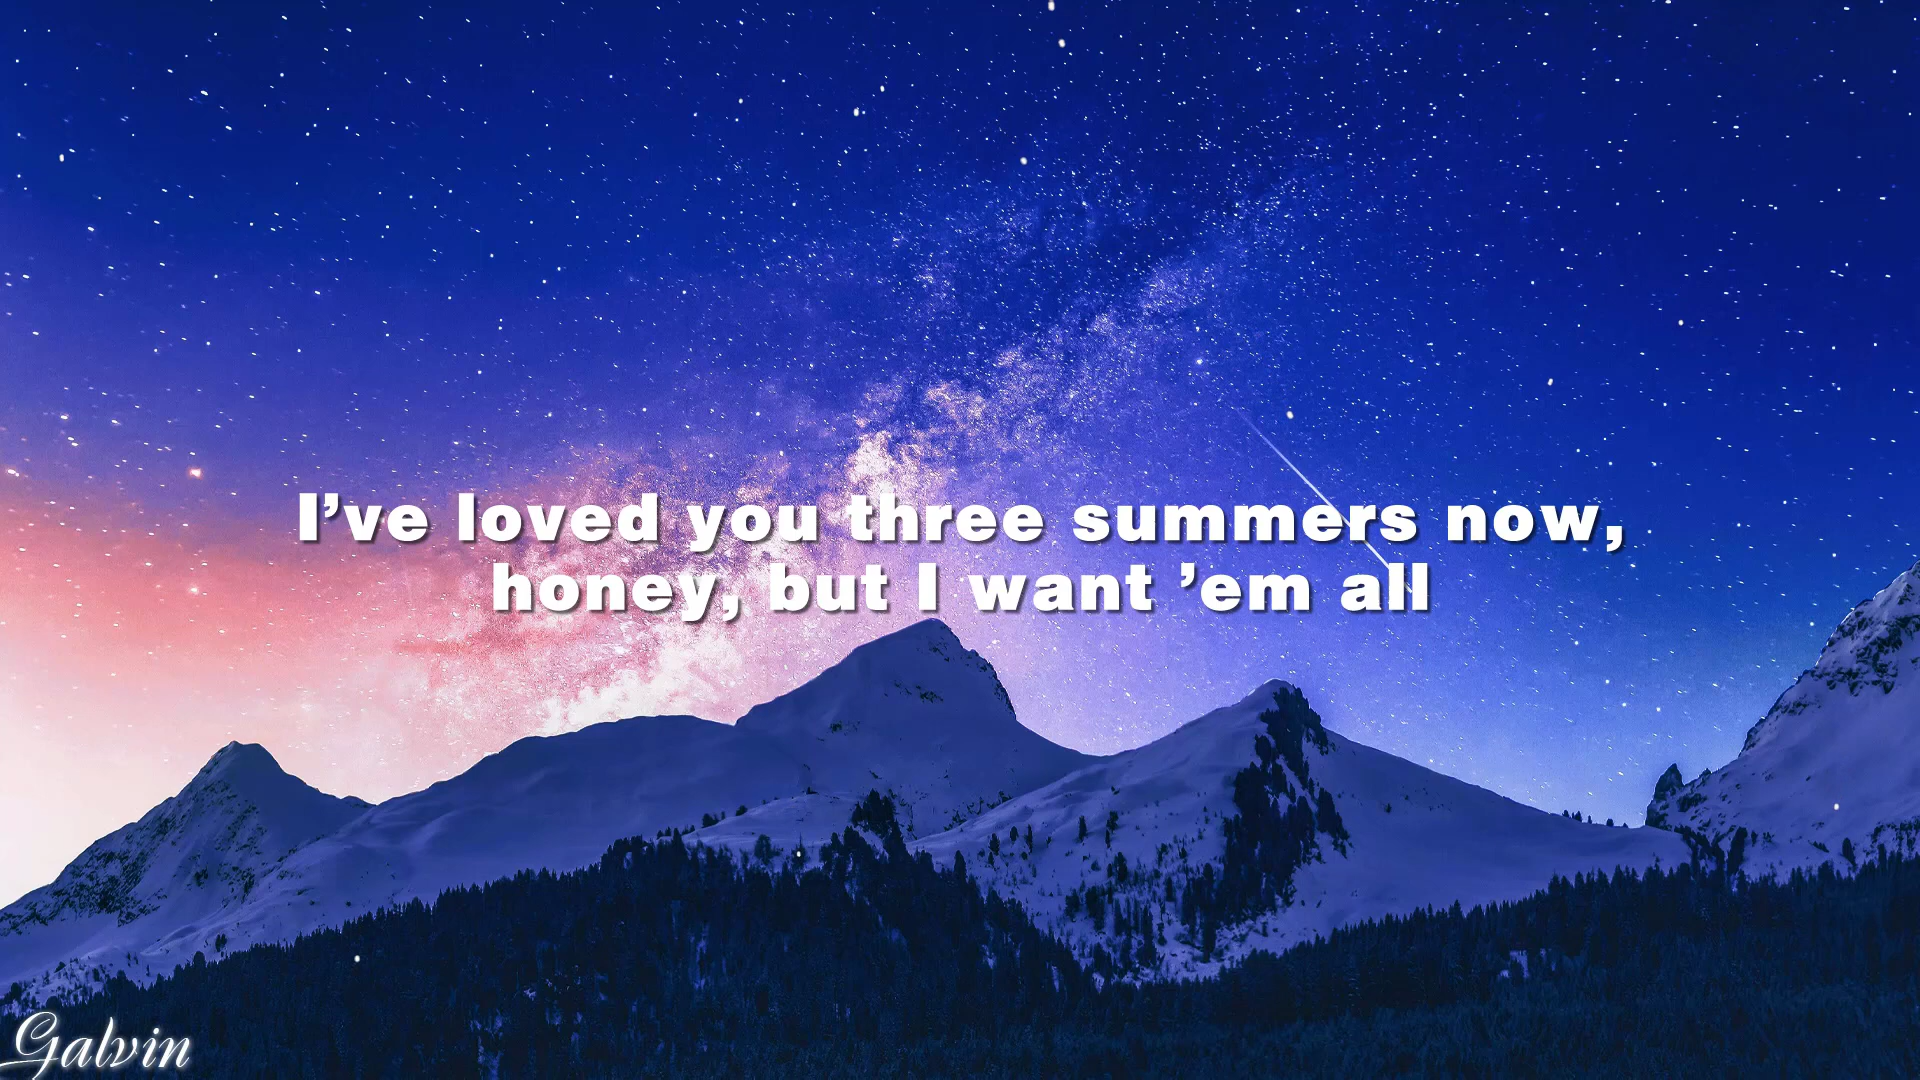 I’ve loved you three summers now,
honey, but I want ’em all
Galvin